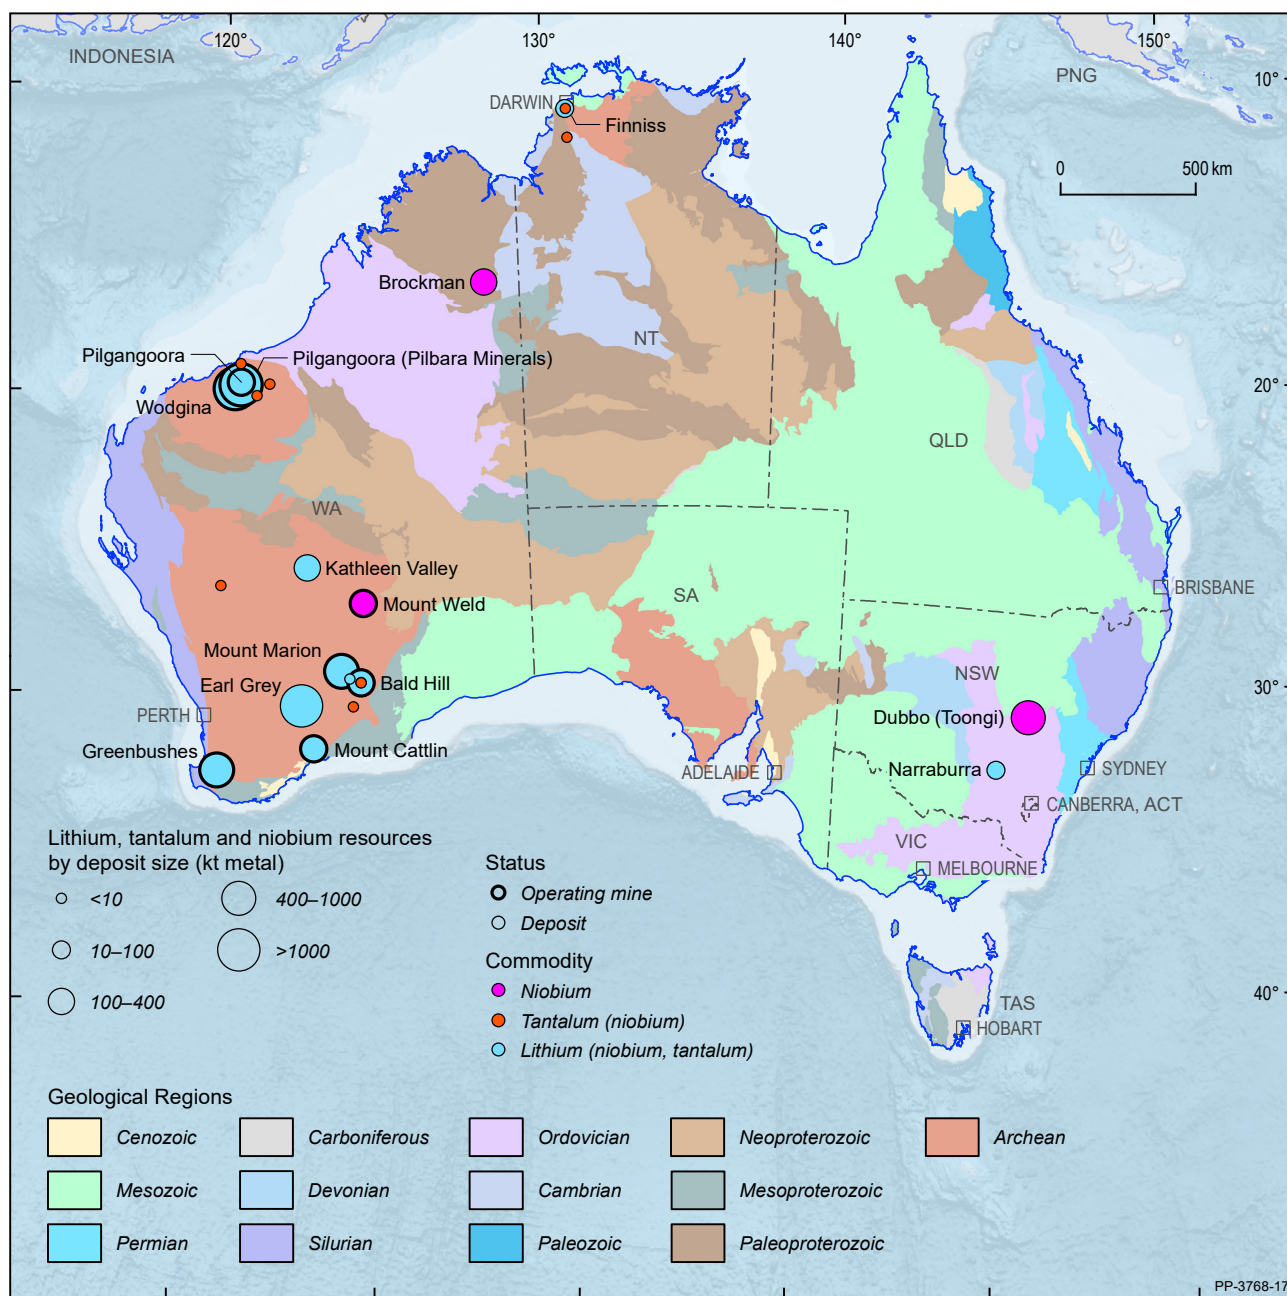 120°
130°
140°
150°
INDONESIA
PNG
10°
DARWIN
Finniss
0
500 km
Brockman
NT
Pilgangoora
Pilgangoora (Pilbara Minerals)
20°
Wodgina
QLD
WA
Kathleen Valley
BRISBANE
SA
Mount Weld
Mount Marion
NSW
Earl Grey
Bald Hill
30°
PERTH
Dubbo (Toongi)
Greenbushes
Mount Cattlin
ADELAIDE
Narraburra
SYDNEY
CANBERRA, ACT
VIC
MELBOURNE
Lithium, tantalum and niobium resources
by deposit size (kt metal)
<10
400–1000
10–100
>1000
100–400
Status
Operating mine
Deposit
Commodity
Niobium
Tantalum (niobium)
Lithium (niobium, tantalum)
40°
TAS
HOBART
Geological Regions
Cenozoic
Carboniferous
Ordovician
Neoproterozoic
Archean
Mesozoic
Devonian
Cambrian
Mesoproterozoic
Permian
Silurian
Paleozoic
Paleoproterozoic
PP-3768-17